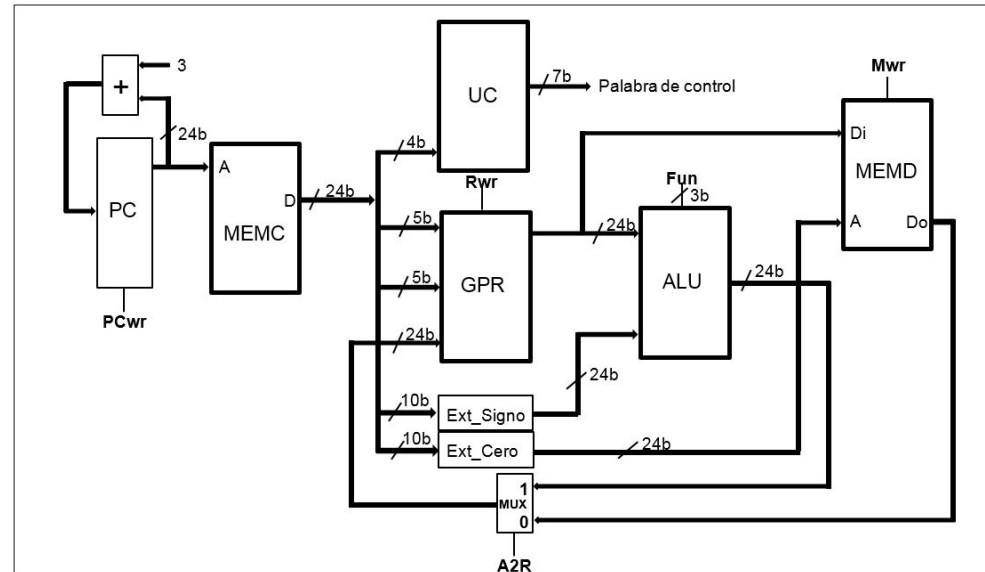 3
+
24b
PC
PCwr
A
D
MEMC
24b
4b
UC
7b
Palabra de control
Rwr
5b
5b
GPR
24b
24b
Fun
3b
ALU
24b
Mwr
Di
MEMD
A
Do
24b
10b
Ext_Signo
10b
Ext_Cero
24b
1
MUX
0
A2R